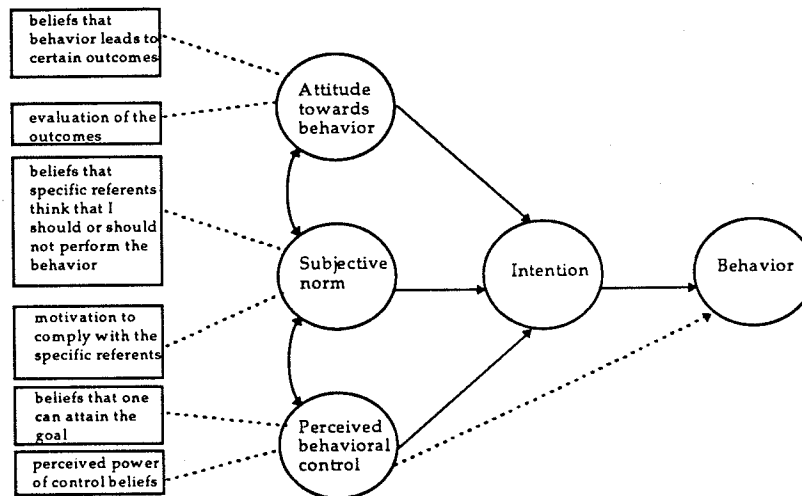 beliefs that
behavior leads to
certain outcomes
evaluation of the
outcomes
beliefs that
specific referents
think that I
should or should
not perform the
behavior
motivation to
comply with the
specific referents
beliefs that one
can attain the
goal
perceived power
of control beliefs
Attitude
towards
behavior
Subjective
norm
Perceived
behavioral
control
Intention
Behavior